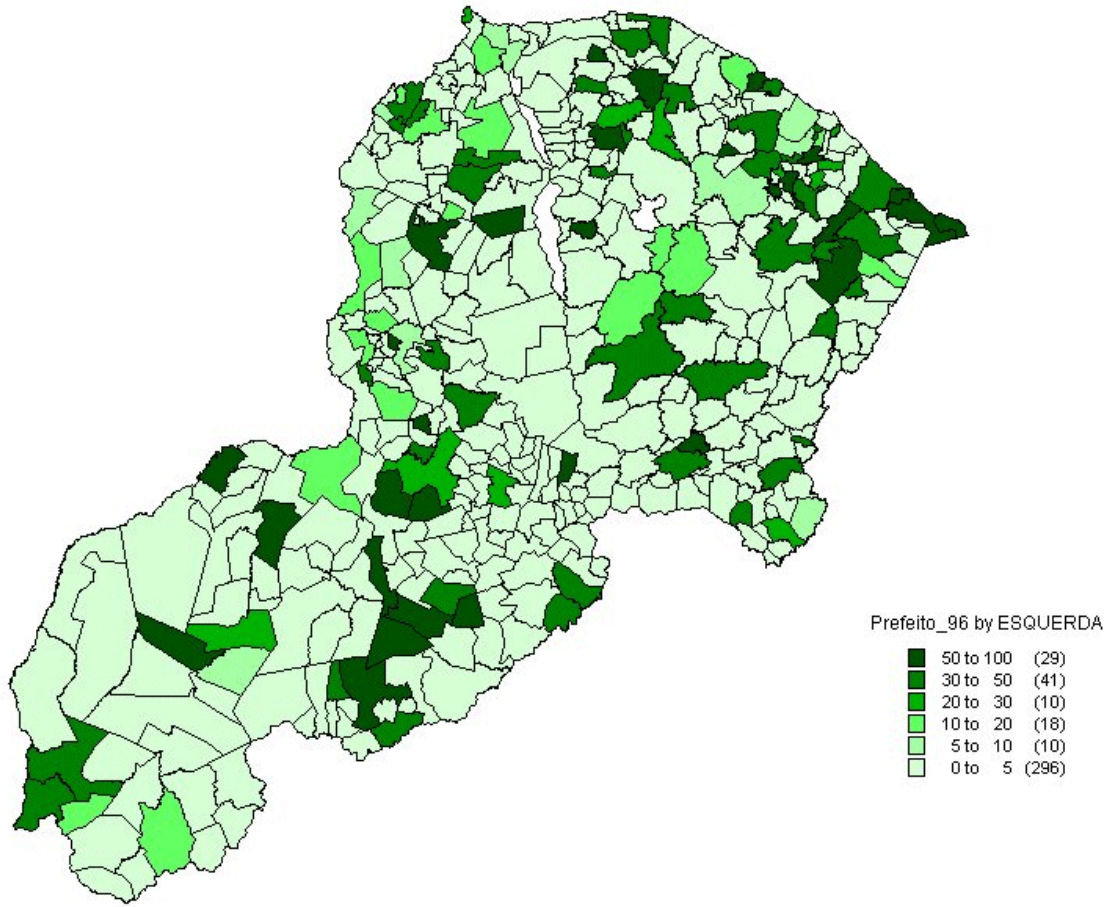 Prefeito_96 by ESQUERDA
50 to 100 (29)
30 to 50 (41)
20 to 30 (10)
10 to 20 (18)
5 to 10 (10)
0 to 5 (296)